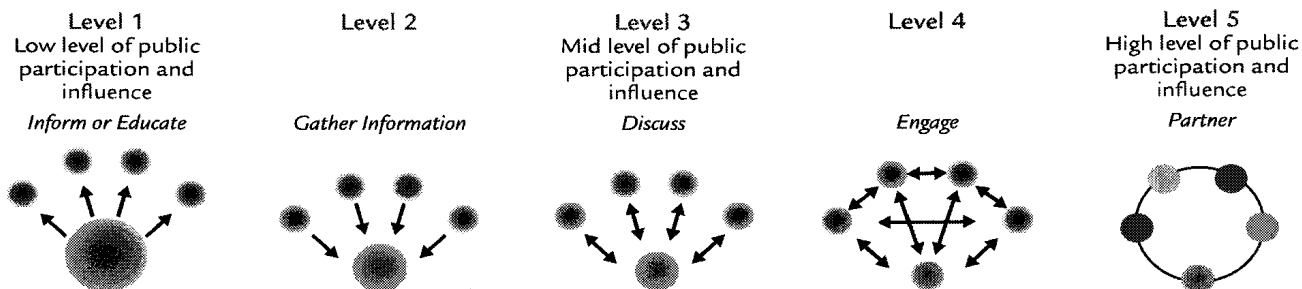 Level 1
Low level of public
participation and
influence
Inform or Educate
Level 2
Gather Information
Level 3
Mid level of public
participation and
influence
Discuss
Level 4
Engage
Level 5
High level of public
participation and
influence
Partner